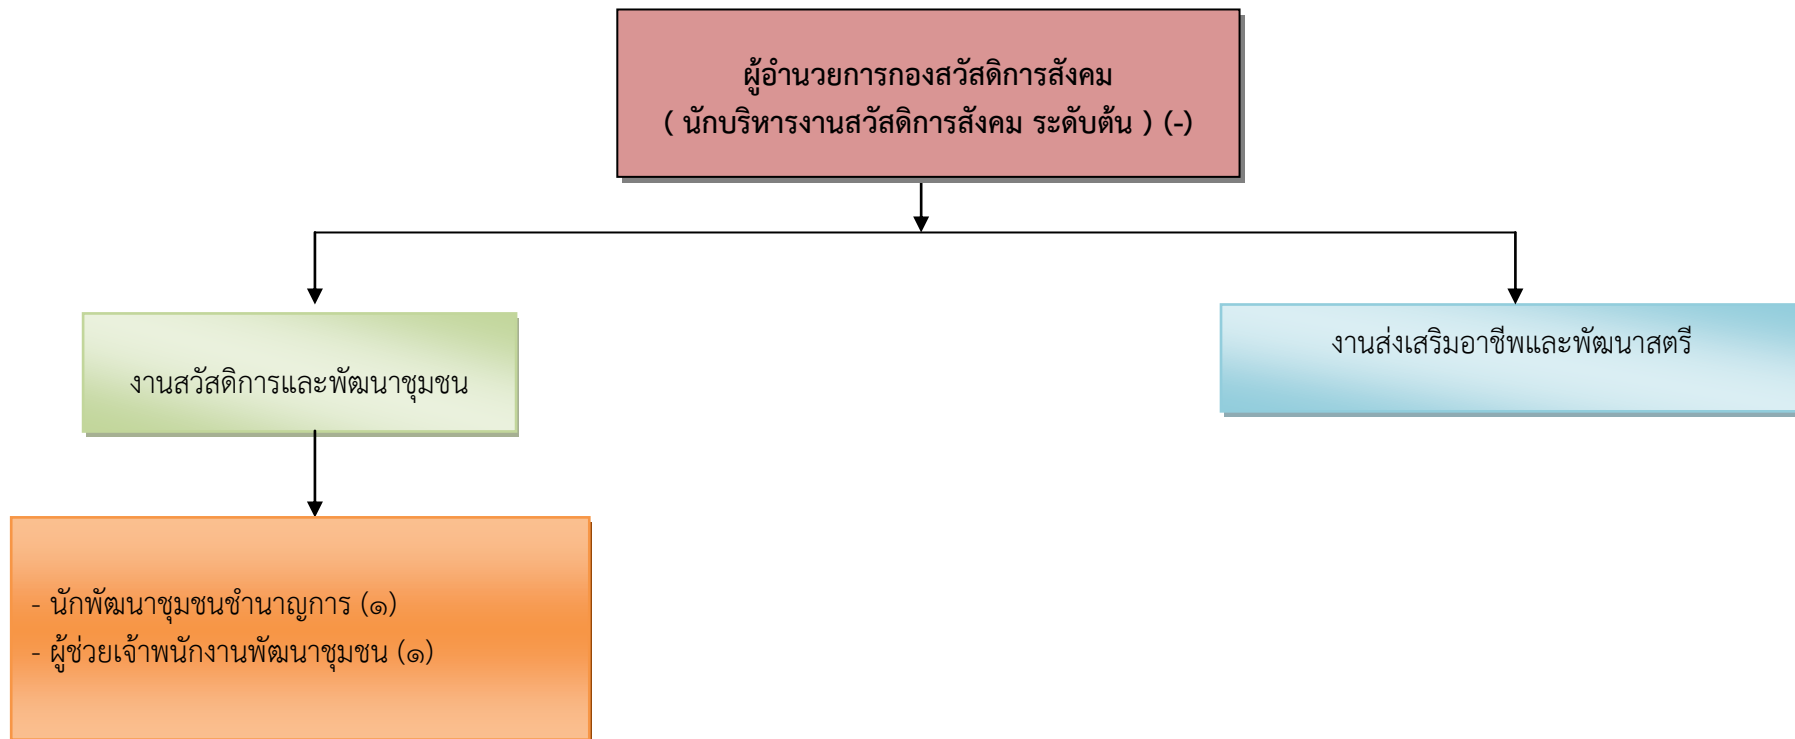 ผู้อำนวยการกองสวัสดิการสังคม
( นักบริหารงานสวัสดิการสังคม ระดับต้น ) (-)
งานสวัสดิการและพัฒนาชุมชน
งานส่งเสริมอาชีพและพัฒนาสตรี
- นักพัฒนาชุมชนชำนาญการ (๑)
- ผู้ช่วยเจ้าพนักงานพัฒนาชุมชน (๑)